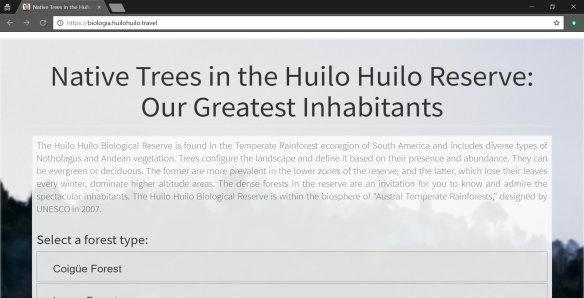 Native Trees in the Huilo
https://biologia.huilohuilo.travel
Native Trees in the Huilo Huilo Reserve:
Our Greatest Inhabitants
The Huilo Huilo Biological Reserve is found in the Temperate Rainforest ecoregion of South America and includes diverse types of
Nothofagus and Andean vegetation. Trees configure the landscape and define it based on their presence and abundance. They can
be evergreen or deciduous. The former are more prevalent in the lower zones of the reserve, and the latter, which lose their leaves
every winter, dominate higher altitude areas. The dense forests in the reserve are an invitation for you to know and admire the
spectacular inhabitants. The Huilo Huilo Biological Reserve is within the biosphere of "Austral Temperate Rainforests," designed by
UNESCO in 2007.
Select a forest type:
Coigüe Forest